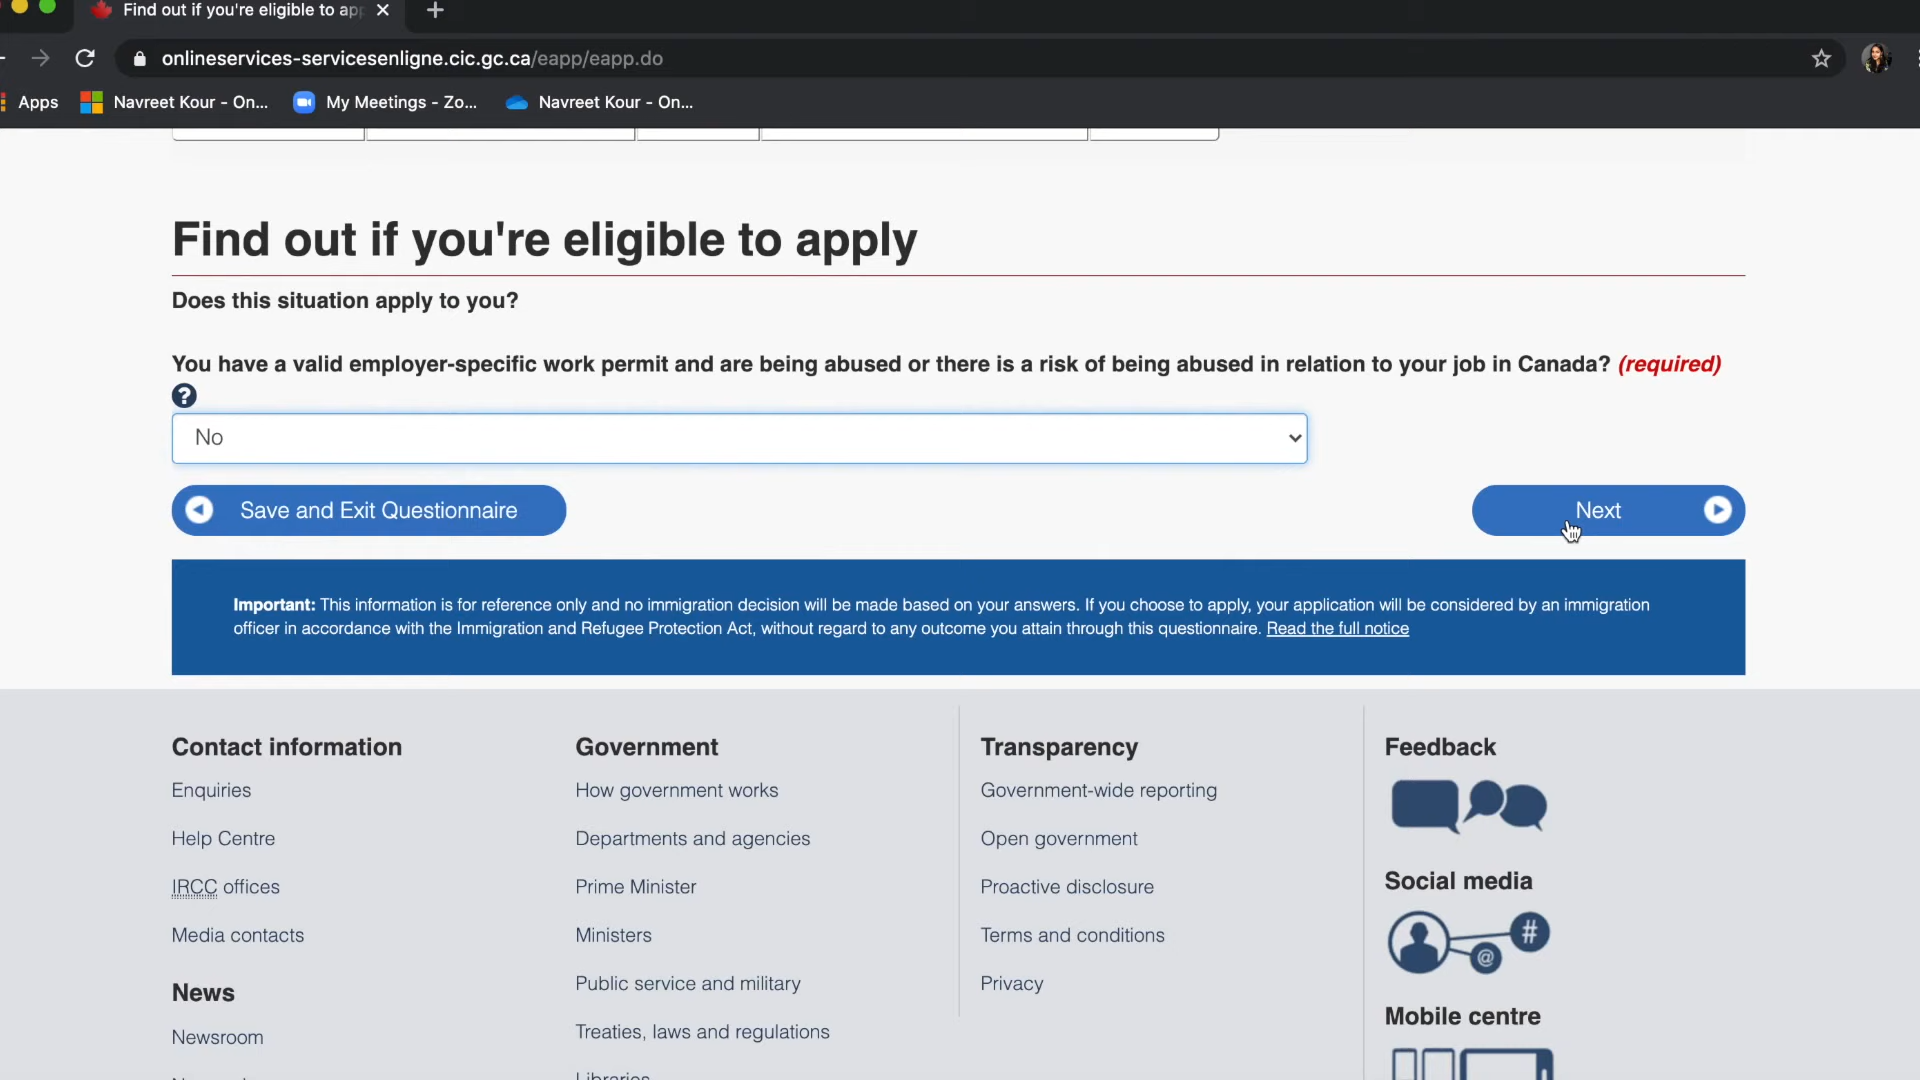 Find out if you're eligible to app
onlineservices-servicesenligne.cic.gc.ca/eapp/eapp.do
Apps
Navreet Kour - On...
My Meetings - Zo...
Navreet Kour - On...
Find out if you're eligible to apply
Does this situation apply to you?
You have a valid employer-specific work permit and are being abused or there is a risk of being abused in relation to your job in Canada? (required)
?
No
Save and Exit Questionnaire
Next
Important: This information is for reference only and no immigration decision will be made based on your answers. If you choose to apply, your application will be considered by an immigration
officer in accordance with the Immigration and Refugee Protection Act, without regard to any outcome you attain through this questionnaire. Read the full notice
Contact information
Enquiries
Help Centre
IRCC offices
Media contacts
News
Newsroom
Government
How government works
Departments and agencies
Prime Minister
Ministers
Public service and military
Treaties, laws and regulations
Libraries
Transparency
Government-wide reporting
Open government
Proactive disclosure
Terms and conditions
Privacy
Feedback
Social media
#
@
Mobile centre